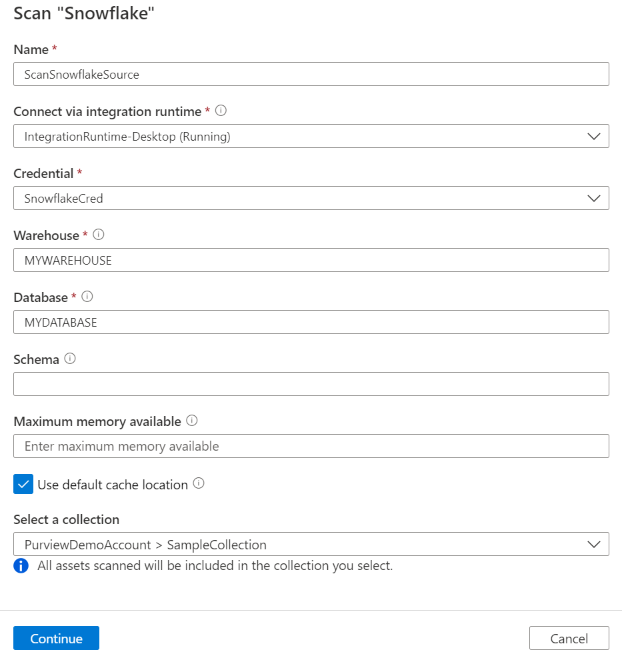 Scan "Snowflake"
Name *
ScanSnowflakeSource
Connect via integration runtime *
IntegrationRuntime-Desktop (Running)
Credential *
SnowflakeCred
Warehouse *
MYWAREHOUSE
Database *
MYDATABASE
Schema
Maximum memory available
Enter maximum memory available
Use default cache location
Select a collection
PurviewDemoAccount > SampleCollection
All assets scanned will be included in the collection you select.
Continue Cancel